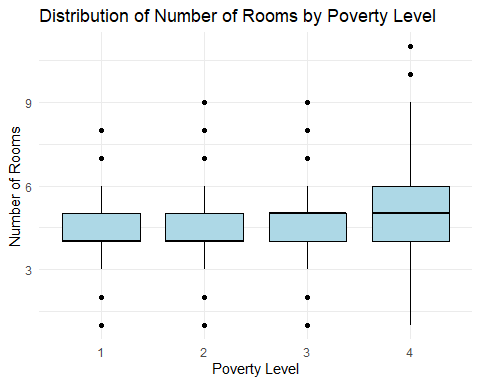 Distribution of Number of Rooms by Poverty Level
Number of Rooms
9
6
3
1
2
3
4
Poverty Level